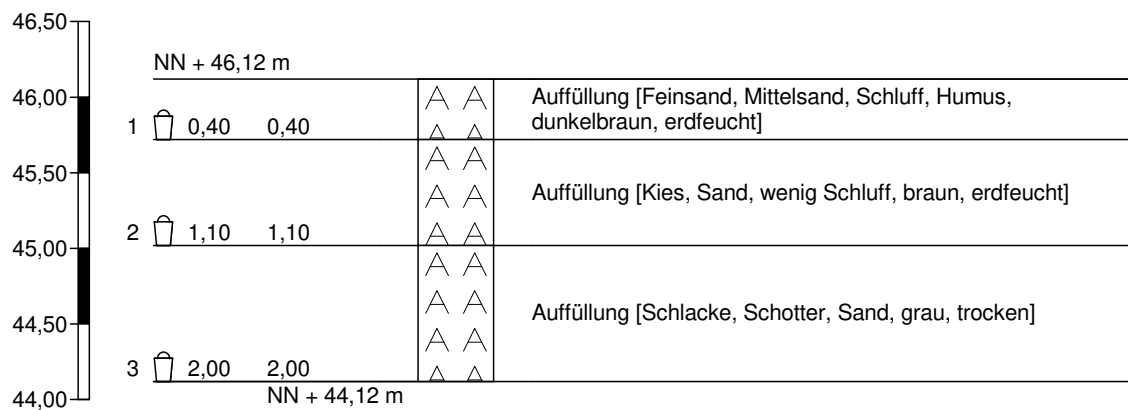 46,50
NN + 46,12 m
46,00
Auffüllung [Feinsand, Mittelsand, Schluff, Humus,
dunkelbraun, erdfeucht]
1 0,40 0,40
A A
A A
45,50
Auffüllung [Kies, Sand, wenig Schluff, braun, erdfeucht]
2 1,10 1,10
A A
A A
A A
45,00
44,50
Auffüllung [Schlacke, Schotter, Sand, grau, trocken]
3 2,00 2,00
A A
A A
A A
A A
NN + 44,12 m
44,00